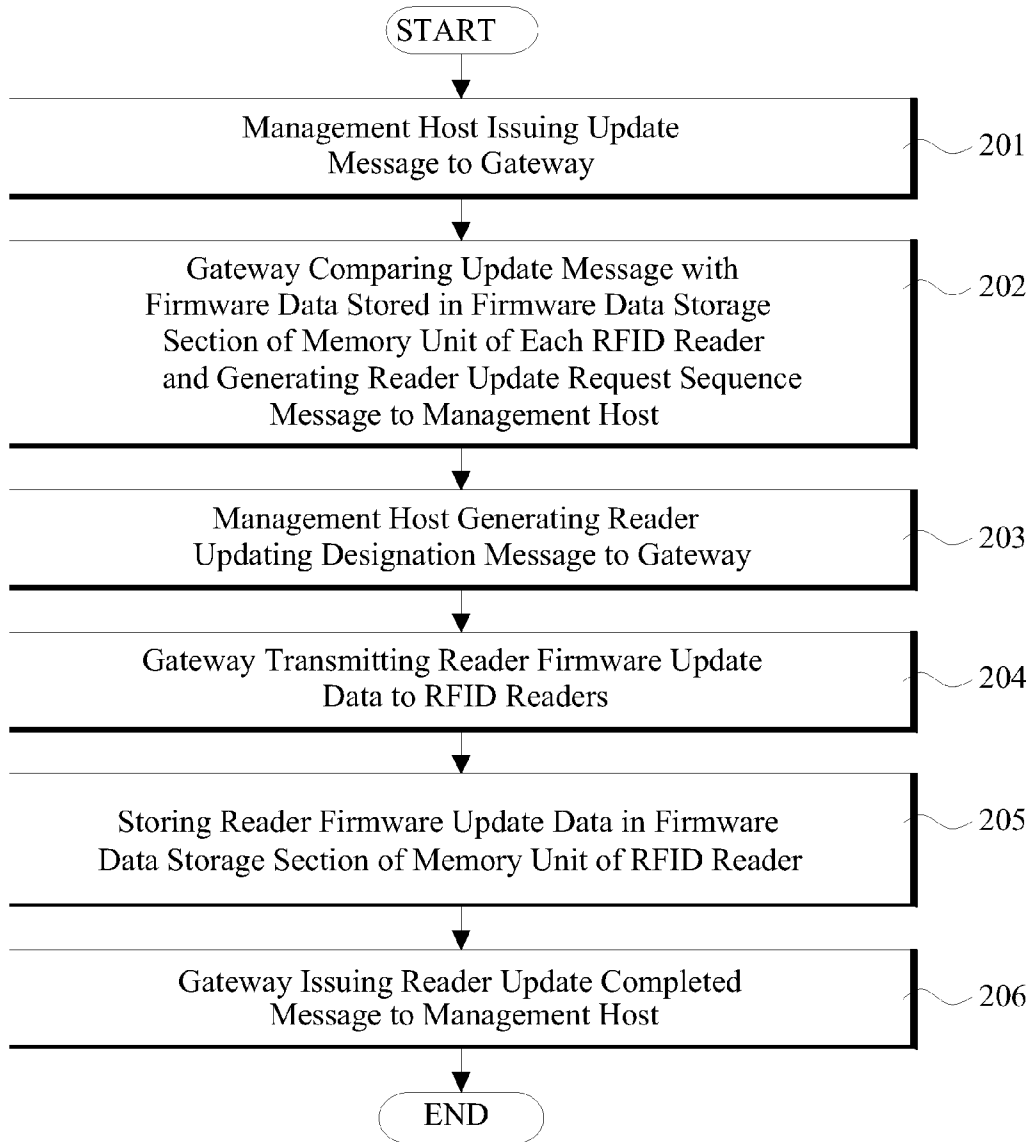 START
Management Host Issuing Update
Message to Gateway
201
Gateway Comparing Update Message with
Firmware Data Stored in Firmware Data Storage
Section of Memory Unit of Each RFID Reader
and Generating Reader Update Request Sequence
Message to Management Host
202
Management Host Generating Reader
Updating Designation Message to Gateway
203
Gateway Transmitting Reader Firmware Update
Data to RFID Readers
204
Storing Reader Firmware Update Data in Firmware
Data Storage Section of Memory Unit of RFID Reader
205
Gateway Issuing Reader Update Completed
Message to Management Host
206
END